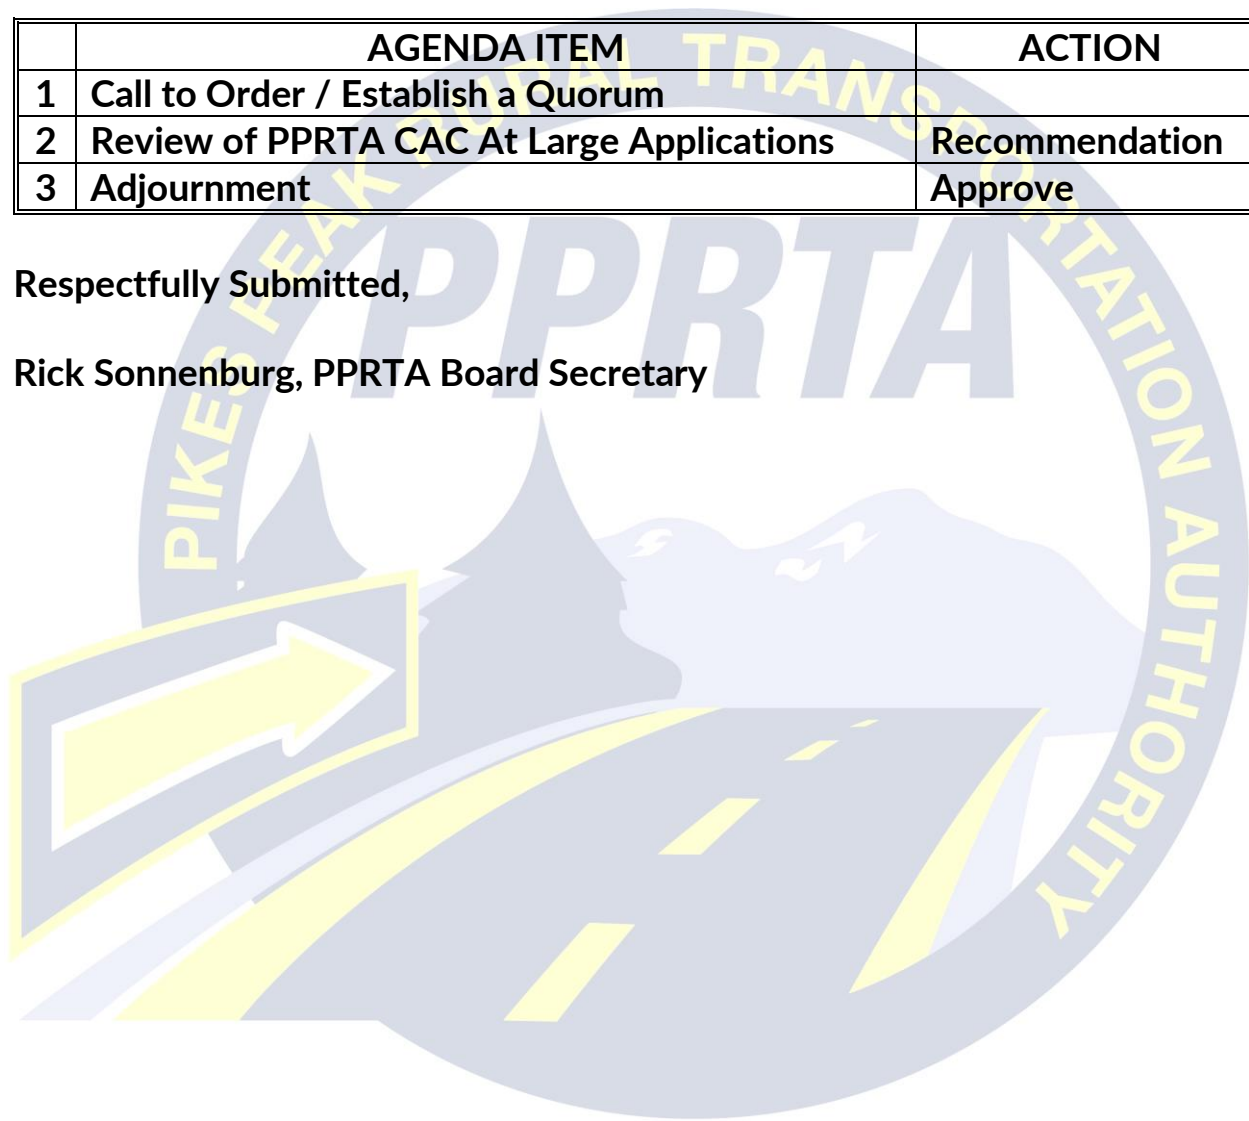 AGENDA ITEM ACTION
1 Call to Order / Establish a Quorum
2 Review of PPRTA CAC At Large Applications Recommendation
3 Adjournment Approve
Respectfully Submitted,
Rick Sonnenburg, PPRTA Board Secretary
PIKES PEAK RURAL TRANSPORTATION AUTHORITY
PPRTA